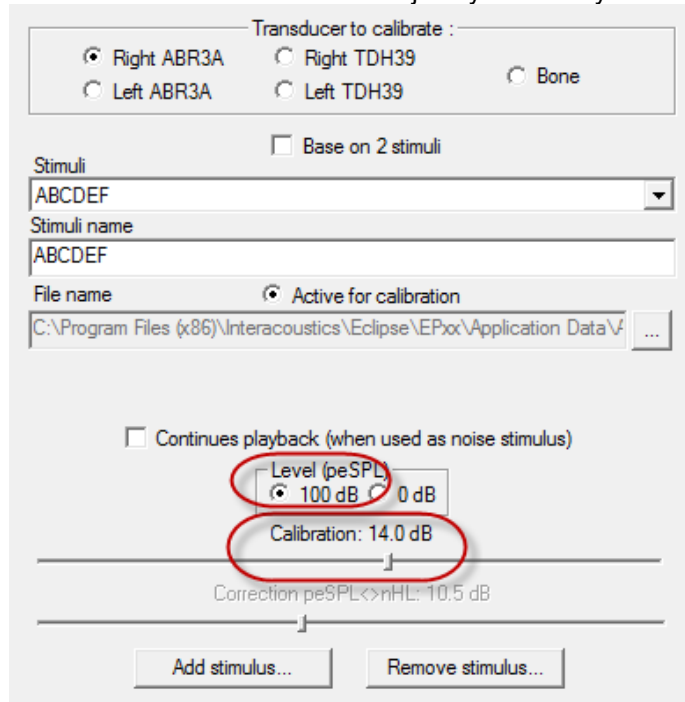 Transducer to calibrate :
Right ABR3A Right TDH39
Bone
Left ABR3A Left TDH39
Base on 2 stimuli
Stimuli
ABCDEF
Stimuli name
ABCDEF
File name Active for calibration
C:\Program Files (x86)\Interacoustics\Eclipse\EPxx\Application Data\ ...
Continues playback (when used as noise stimulus)
Level (peSPL)
100 dB 0 dB
Calibration: 14.0 dB
Correction peSPL<>nHL: 10.5 dB
Add stimulus... Remove stimulus...